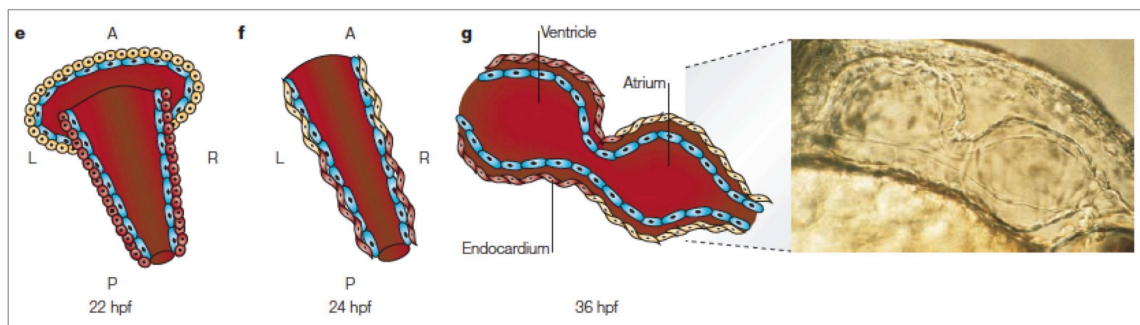 e
A
L
R
P
22 hpf
f
A
L
R
P
24 hpf
g
Ventricle
Atrium
Endocardium
36 hpf